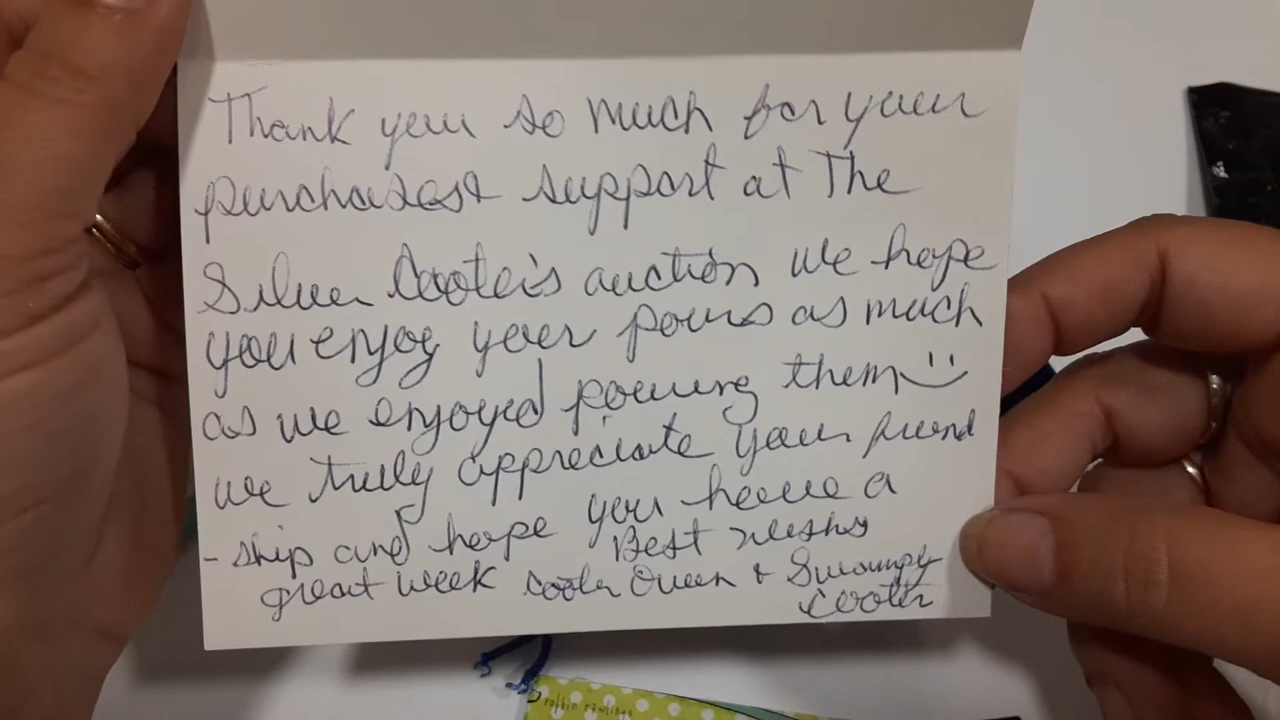 Thank you so much for your
purchases & support at The
Silver Cooter's auction we hope
you enjoy your pours as much
as we enjoyed pouring them
we truly appreciate your friend
- ship and hope you have a
great week Best wishes
Cooter Queen & Swampy
Cooter
robbin rawlings